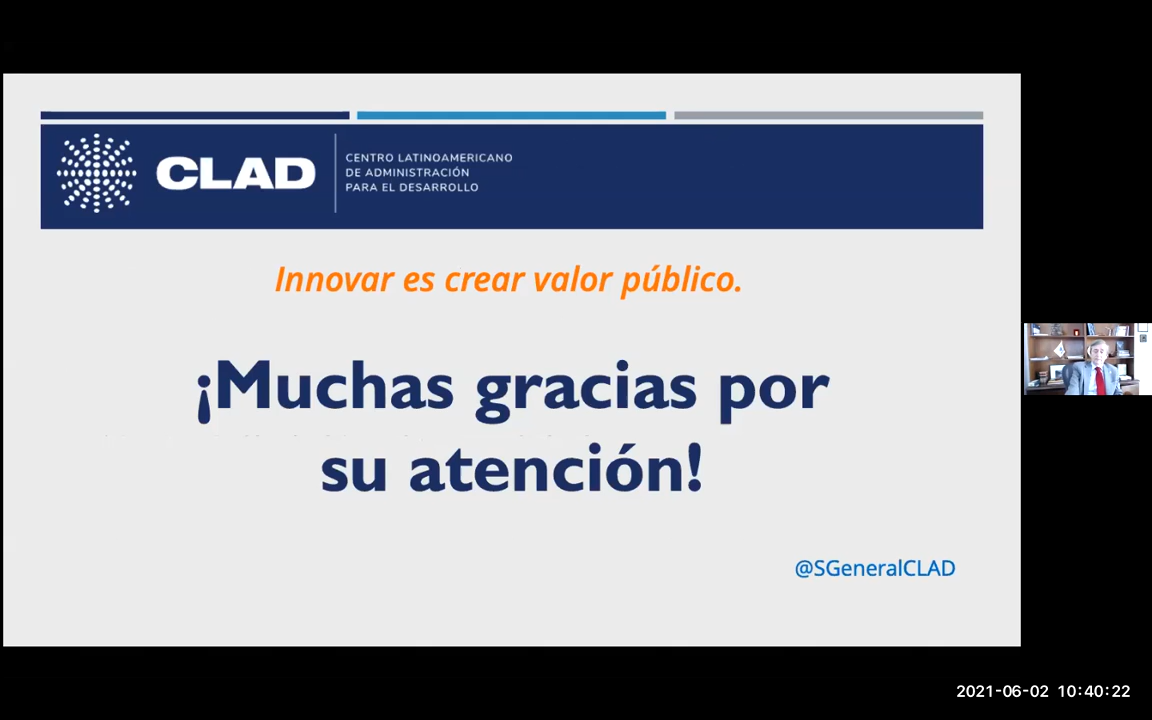 CLAD
CENTRO LATINOAMERICANO
DE ADMINISTRACIÓN
PARA EL DESARROLLO
Innovar es crear valor público.
¡Muchas gracias por
su atención!
@SGeneralCLAD
2021-06-02 10:40:22